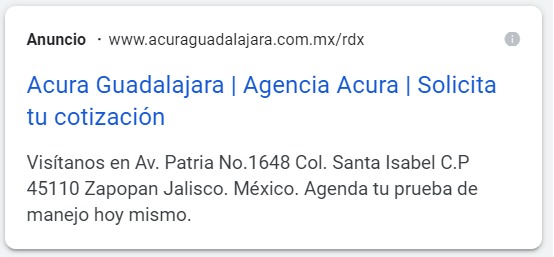 Anuncio · www.acuraguadalajara.com.mx/rdx
Acura Guadalajara | Agencia Acura | Solicita
tu cotización
Visítanos en Av. Patria No.1648 Col. Santa Isabel C.P
45110 Zapopan Jalisco. México. Agenda tu prueba de
manejo hoy mismo.